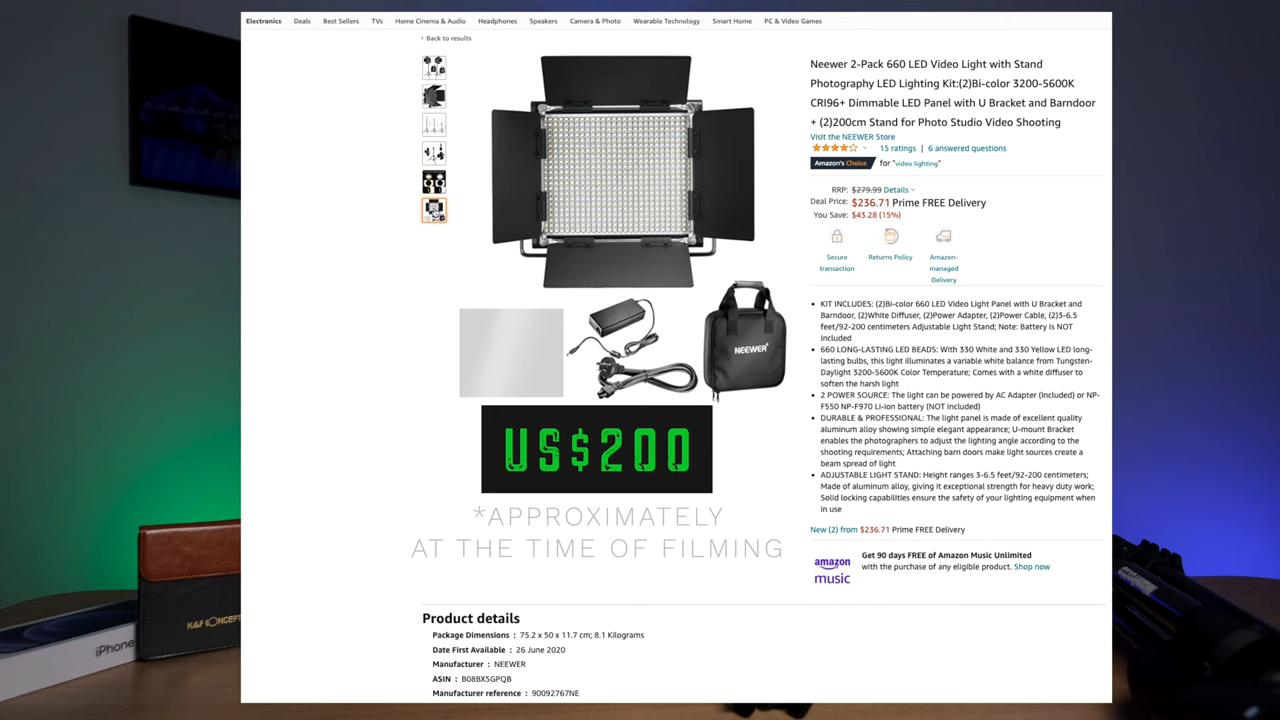 Electronics Deals Best Sellers TVs Home Cinema & Audio Headphones Speakers Camera & Photo Wearable Technology Smart Home PC & Video Games
‹ Back to results
Neewer 2-Pack 660 LED Video Light with Stand
Photography LED Lighting Kit:(2)Bi-color 3200-5600K
CRI96+ Dimmable LED Panel with U Bracket and Barndoor
+ (2)200cm Stand for Photo Studio Video Shooting
Visit the NEEWER Store
15 ratings | 6 answered questions
Amazon's Choice for "video lighting"
RRP: $279.99 Details
Deal Price: $236.71 Prime FREE Delivery
You Save: $43.28 (15%)
Secure transaction
Returns Policy
Amazon-managed Delivery
• KIT INCLUDES: (2)Bi-color 660 LED Video Light Panel with U Bracket and
Barndoor, (2)White Diffuser, (2)Power Adapter, (2)Power Cable, (2)3-6.5
feet/92-200 centimeters Adjustable Light Stand; Note: Battery is NOT
Included
• 660 LONG-LASTING LED BEADS: With 330 White and 330 Yellow LED long-
lasting bulbs, this light illuminates a variable white balance from Tungsten-
Daylight 3200-5600K Color Temperature; Comes with a white diffuser to
soften the harsh light
• 2 POWER SOURCE: The light can be powered by AC Adapter (Included) or NP-
F550 NP-F970 Li-ion battery (NOT included)
• DURABLE & PROFESSIONAL: The light panel is made of excellent quality
aluminum alloy showing simple elegant appearance; U-mount Bracket
enables the photographers to adjust the lighting angle according to the
shooting requirements; Attaching barn doors make light sources create a
beam spread of light
• ADJUSTABLE LIGHT STAND: Height ranges 3-6.5 feet/92-200 centimeters;
Made of aluminum alloy, giving it exceptional strength for heavy duty work;
Solid locking capabilities ensure the safety of your lighting equipment when
in use
New (2) from $236.71 Prime FREE Delivery
amazon music
Get 90 days FREE of Amazon Music Unlimited
with the purchase of any eligible product. Shop now
NEEWER
US$200
*APPROXIMATELY
AT THE TIME OF FILMING
Product details
Package Dimensions : 75.2 x 50 x 11.7 cm; 8.1 Kilograms
Date First Available : 26 June 2020
Manufacturer : NEEWER
ASIN : B08BX5GPQB
Manufacturer reference : 90092767NE
K&F CONCEPT
iPhone